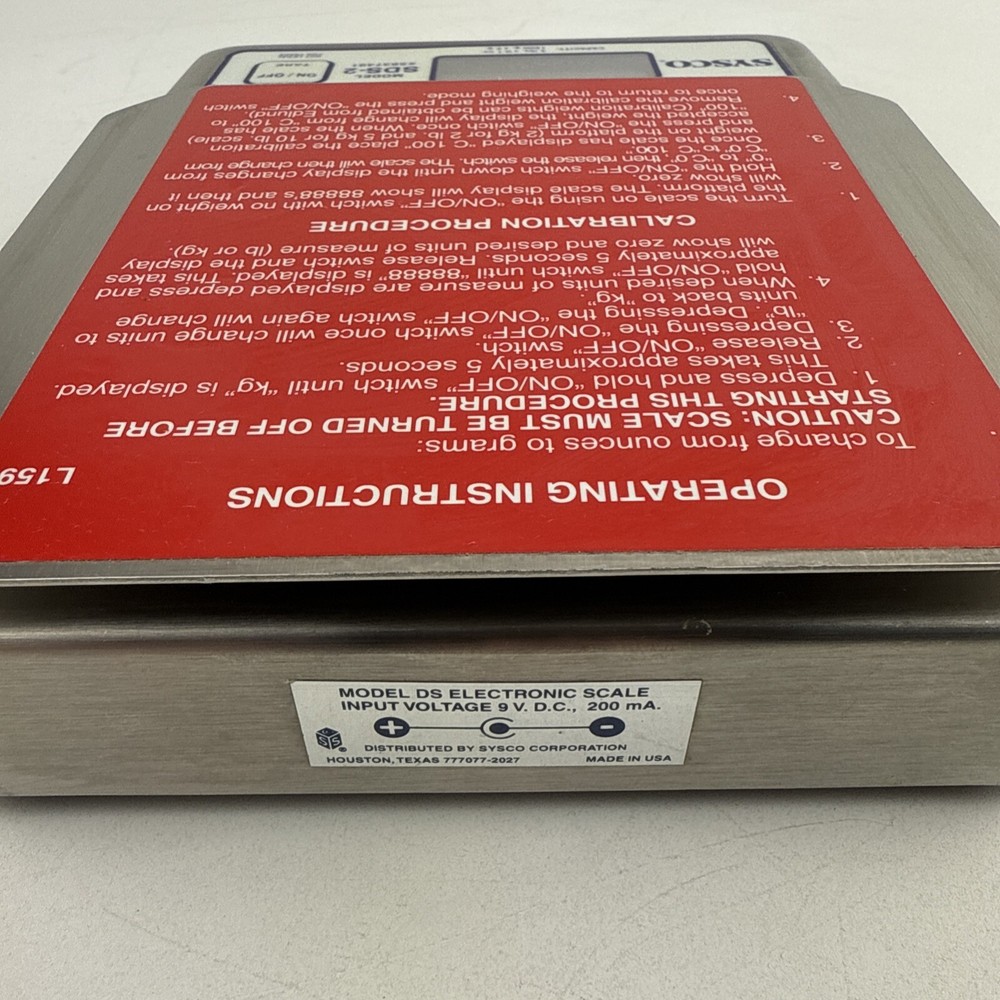 OPERATING INSTRUCTIONS
L159
To change from ounces to grams:
CAUTION: SCALE MUST BE TURNED OFF BEFORE
STARTING THIS PROCEDURE.
1. Depress and hold "ON/OFF" switch until "kg" is displayed.
This takes approximately 5 seconds.
2. Release "ON/OFF" switch.
3. Depressing the "ON/OFF" switch once will change units to
"lb". Depressing the "ON/OFF" switch again will change
units back to "kg".
4. When desired units of measure are displayed depress and
hold "ON/OFF" switch until "88888" is displayed. This takes
approximately 5 seconds. Release switch and the display
will show zero and desired units of measure (lb or kg)
CALIBRATION PROCEDURE
1. Turn the scale on using the "ON/OFF" switch with no weight on
the platform. The scale display will show 88888's and then it
will show zero.
2. Hold the "ON/OFF" switch down until the display changes from
"0" to "C 0", then release the switch. The scale will then change from
"C 0" to "C 100".
3. Once the scale has displayed "C 100" place the calibration
weight on the platform (2 kg for 2 lb. and 5 kg for 10 lb. scale)
and press the "ON/OFF" switch once. When the scale has
accepted the weight, the display will change from "C 100" to
"100". (Calibration weights can be obtained from Edlund)
4. Remove the calibration weight and press the "ON/OFF" switch
once to return to the weighing mode.
SYSCO
CAPACITY:
MODEL
SDS-2
ON / OFF
TARE
MODEL DS ELECTRONIC SCALE
INPUT VOLTAGE 9 V. D.C., 200 mA.
+ -
SYS ®
DISTRIBUTED BY SYSCO CORPORATION
HOUSTON, TEXAS 777077-2027 MADE IN USA